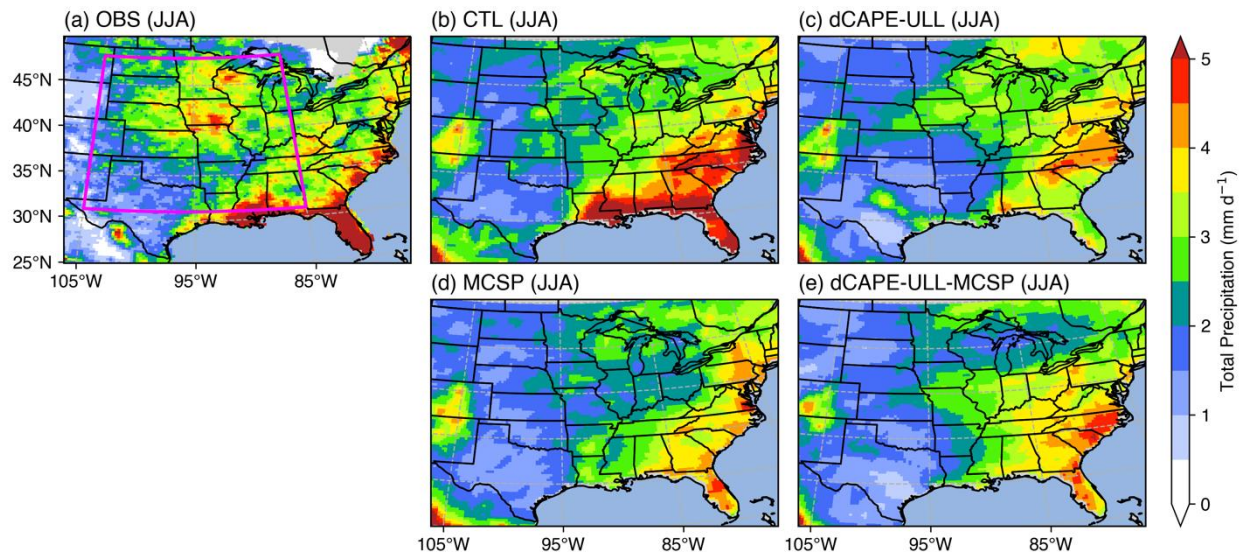 (a) OBS (JJA)
(b) CTL (JJA)
(c) dCAPE-ULL (JJA)
45°N
40°N
35°N
30°N
25°N
105°W
95°W
85°W
(d) MCSP (JJA)
(e) dCAPE-ULL-MCSP (JJA)
105°W
95°W
85°W
105°W
95°W
85°W
5
4
3
2
1
0
Total Precipitation (mm d⁻¹)